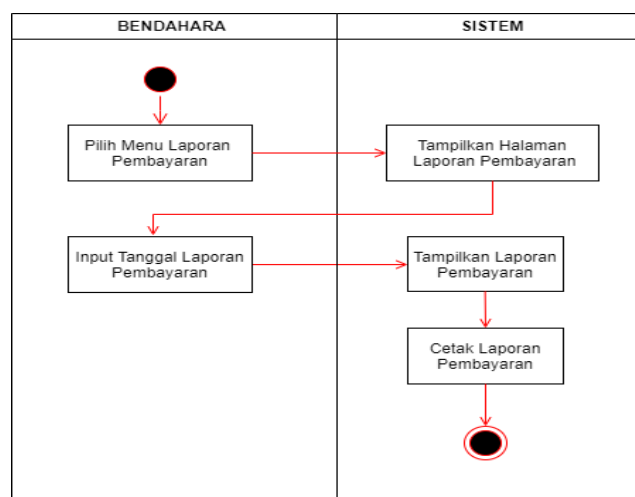 BENDAHARA
SISTEM
Pilih Menu Laporan
Pembayaran
Tampilkan Halaman
Laporan Pembayaran
Input Tanggal Laporan
Pembayaran
Tampilkan Laporan
Pembayaran
Cetak Laporan
Pembayaran